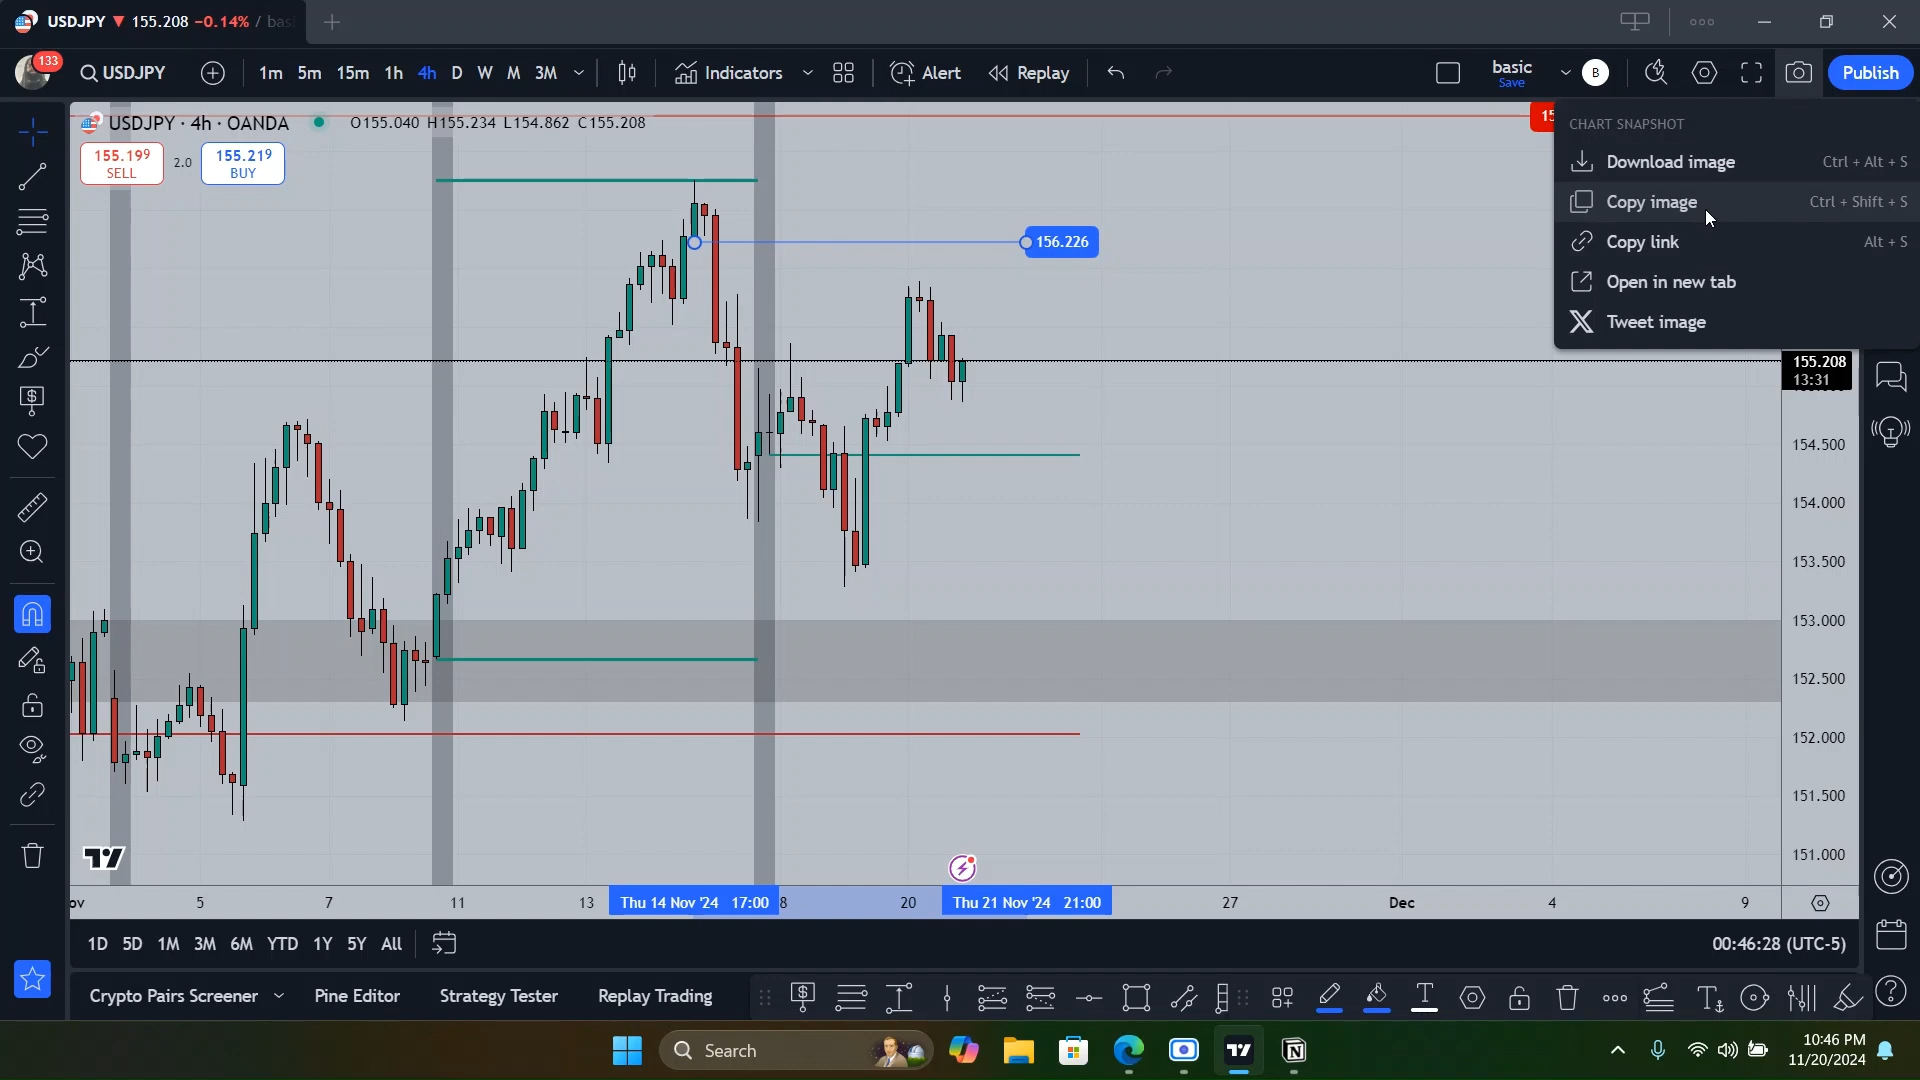 USDJPY ▼ 155.208 −0.14% / bas
133
USDJPY
1m 5m 15m 1h 4h D W M 3M
Indicators
Alert
Replay
basic
Save
B
Publish
USDJPY · 4h · OANDA
O155.040 H155.234 L154.862 C155.208
155.199
SELL
2.0
155.219
BUY
15
CHART SNAPSHOT
Download image Ctrl + Alt + S
Copy image Ctrl + Shift + S
Copy link Alt + S
Open in new tab
Tweet image
156.226
155.208
13:31
154.500
154.000
153.500
153.000
152.500
152.000
151.500
151.000
ov 5 7 11 13 Thu 14 Nov '24 17:00 8 20 Thu 21 Nov '24 21:00 27 Dec 4 9
1D 5D 1M 3M 6M YTD 1Y 5Y All
00:46:28 (UTC-5)
Crypto Pairs Screener Pine Editor Strategy Tester Replay Trading
Search
10:46 PM
11/20/2024